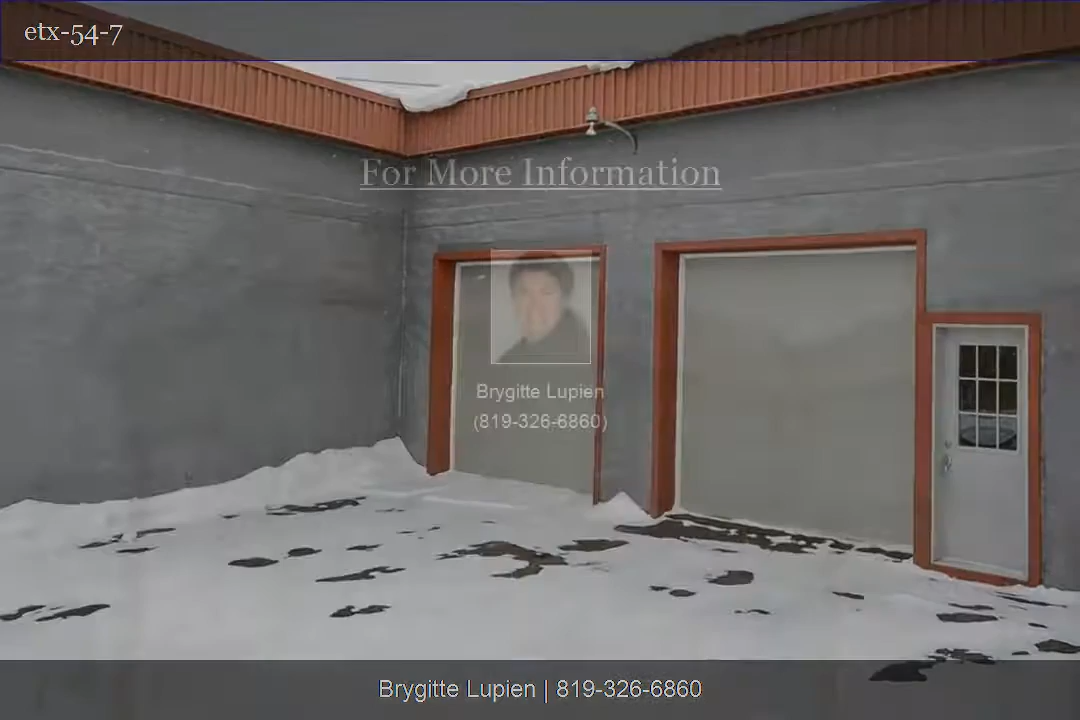 etx-54-7
For More Information
Brygitte Lupien
(819-326-6860)
Brygitte Lupien | 819-326-6860